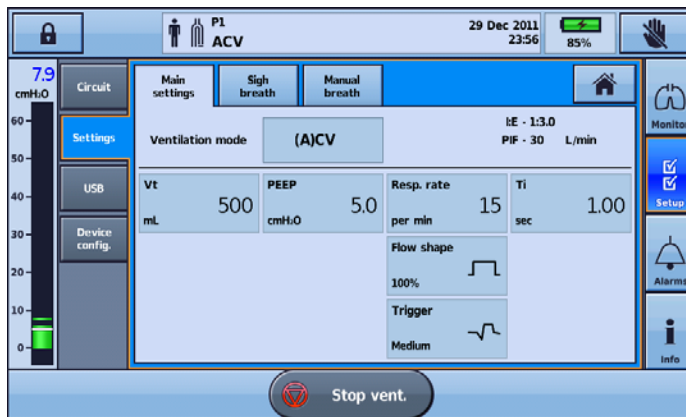 P1
ACV
29 Dec 2011
23:56
85%
7.9
cmH₂O
60
50
40
30
20
10
0
Circuit
Settings
USB
Device
config.
Main
settings
Sigh
breath
Manual
breath
Ventilation mode
(A)CV
I:E - 1:3.0
PIF - 30 L/min
Vt
500
mL
PEEP
5.0
cmH₂O
Resp. rate
15
per min
Ti
1.00
sec
Flow shape
100%
Trigger
Medium
Monitor
Setup
Alarms
Info
Stop vent.